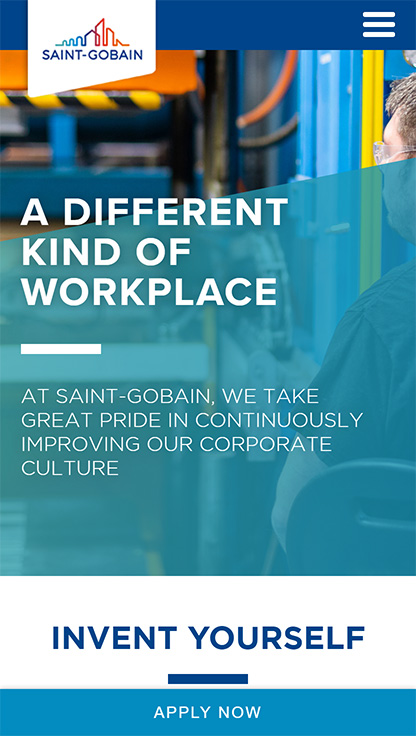 SAINT-GOBAIN
A DIFFERENT
KIND OF
WORKPLACE
AT SAINT-GOBAIN, WE TAKE
GREAT PRIDE IN CONTINUOUSLY
IMPROVING OUR CORPORATE
CULTURE
INVENT YOURSELF
APPLY NOW